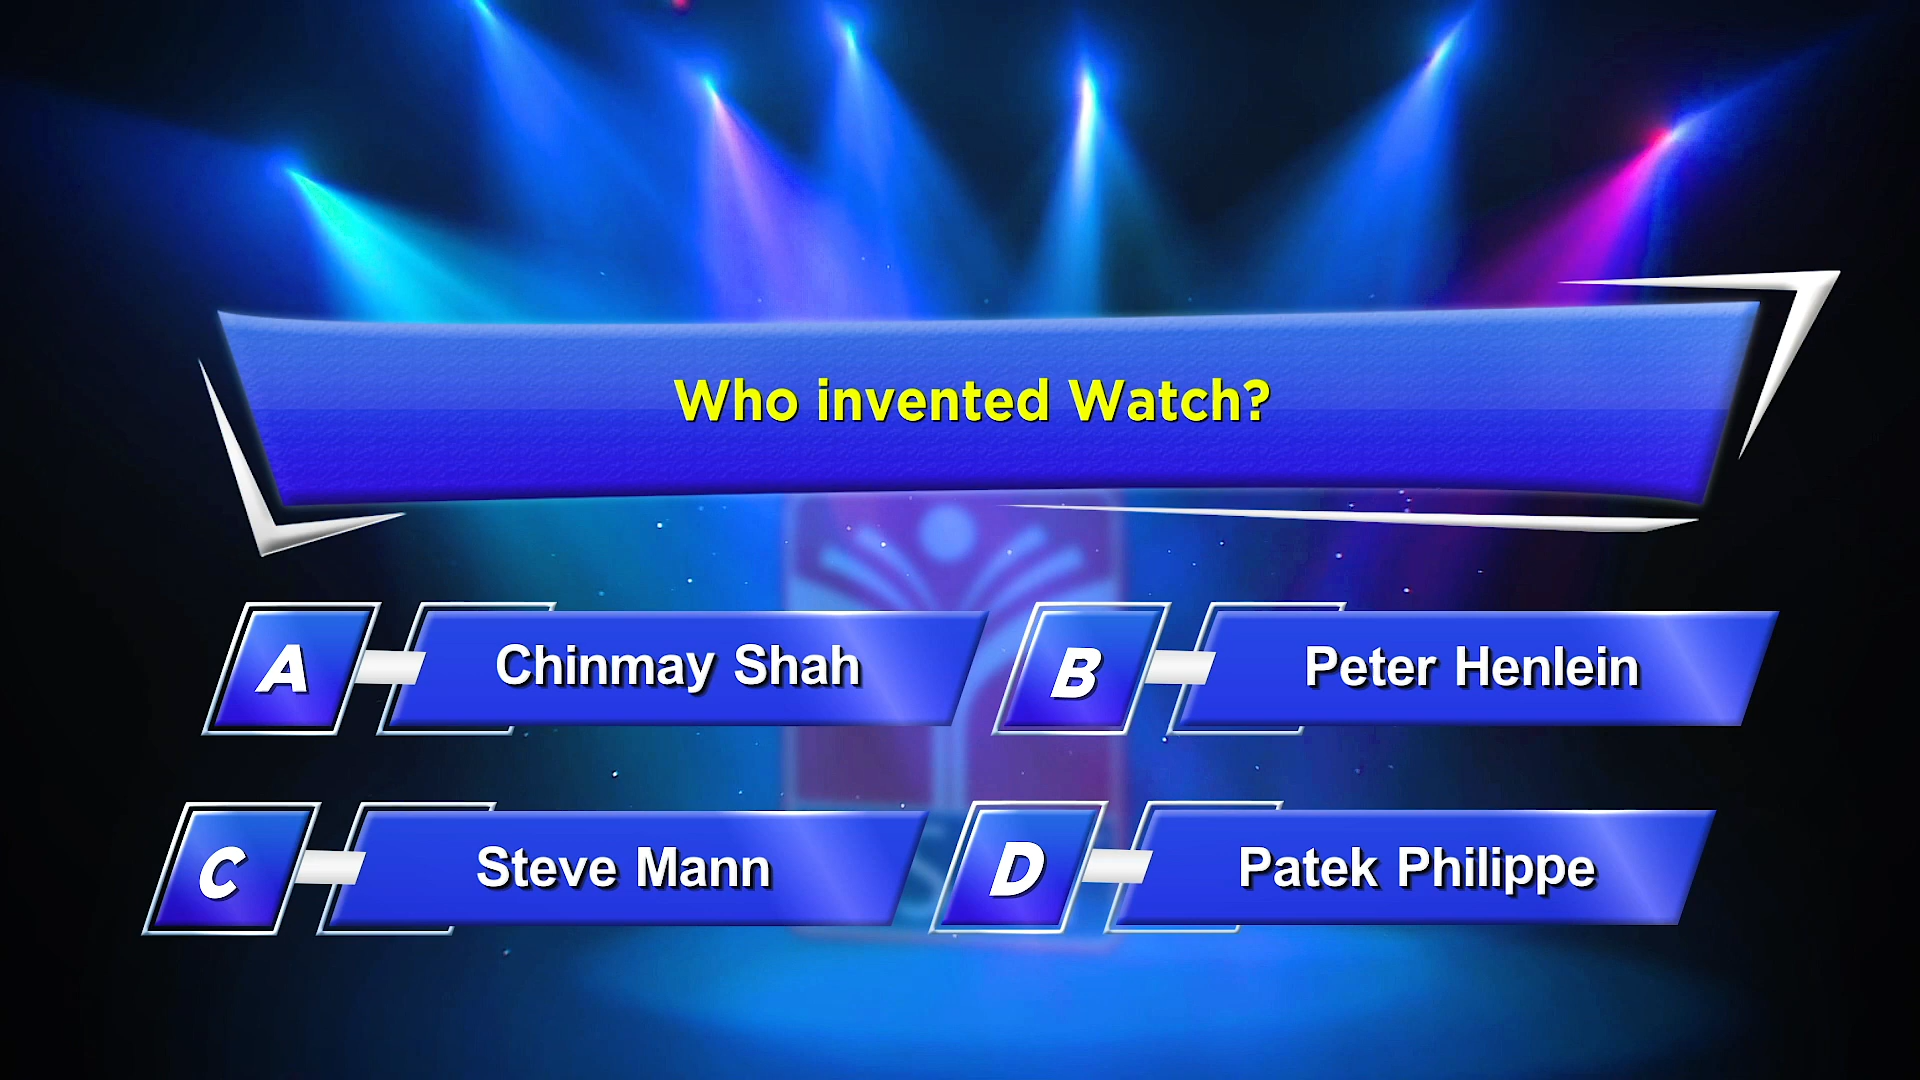 Who invented Watch?
A
Chinmay Shah
B
Peter Henlein
C
Steve Mann
D
Patek Philippe